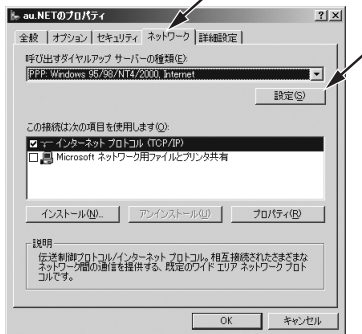 au.NETのプロパティ
全般 オプション セキュリティ ネットワーク 詳細設定
呼び出すダイヤルアップ サーバーの種類(E):
PPP: Windows 95/98/NT4/2000, Internet
設定(S)
この接続は次の項目を使用します(O):
インターネット プロトコル (TCP/IP)
Microsoft ネットワーク用ファイルとプリンタ共有
インストール(N)... アンインストール(U) プロパティ(R)
説明
伝送制御プロトコル/インターネット プロトコル。相互接続されたさまざまな
ネットワーク間の通信を提供する、既定のワイド エリア ネットワーク プロト
コルです。
OK キャンセル